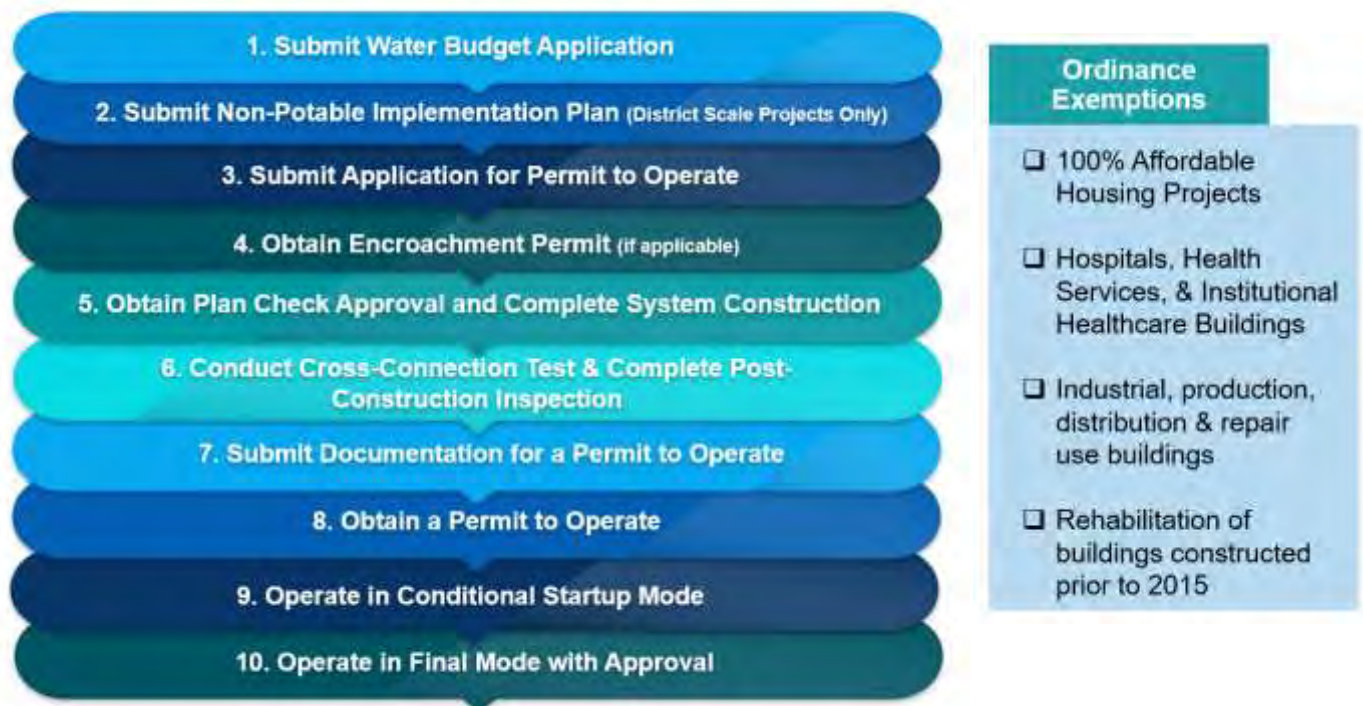 1. Submit Water Budget Application
2. Submit Non-Potable Implementation Plan (District Scale Projects Only)
3. Submit Application for Permit to Operate
4. Obtain Encroachment Permit (if applicable)
5. Obtain Plan Check Approval and Complete System Construction
6. Conduct Cross-Connection Test & Complete Post-
Construction Inspection
7. Submit Documentation for a Permit to Operate
8. Obtain a Permit to Operate
9. Operate in Conditional Startup Mode
10. Operate in Final Mode with Approval
Ordinance
Exemptions
❑ 100% Affordable
Housing Projects
❑ Hospitals, Health
Services, & Institutional
Healthcare Buildings
❑ Industrial, production,
distribution & repair
use buildings
❑ Rehabilitation of
buildings constructed
prior to 2015